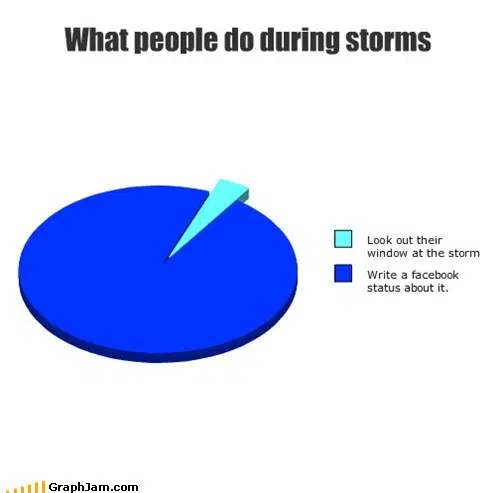 What people do during storms
Look out their
window at the storm
Write a facebook
status about it.
GraphJam.com